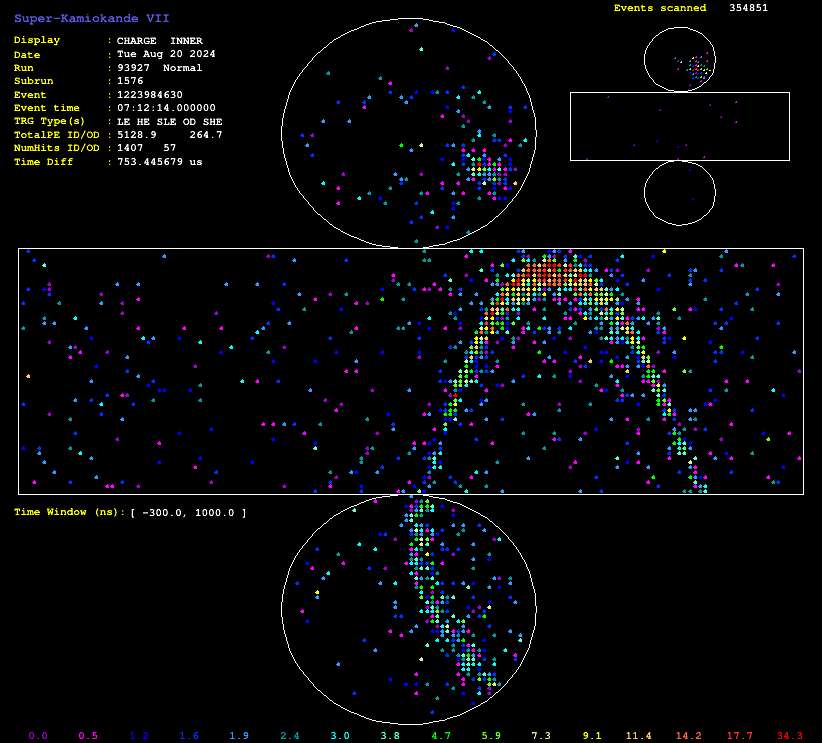 Super-Kamiokande VII
Events scanned 354851
Display : CHARGE INNER
Date : Tue Aug 20 2024
Run : 93927 Normal
Subrun : 1576
Event : 1223984630
Event time : 07:12:14.000000
TRG Type(s) : LE HE SLE OD SHE
TotalPE ID/OD : 5128.9 264.7
NumHits ID/OD : 1407 57
Time Diff : 753.445679 us
Time Window (ns): [ -300.0, 1000.0 ]
0.0 0.5 1.2 1.6 1.9 2.4 3.0 3.8 4.7 5.9 7.3 9.1 11.4 14.2 17.7 34.3